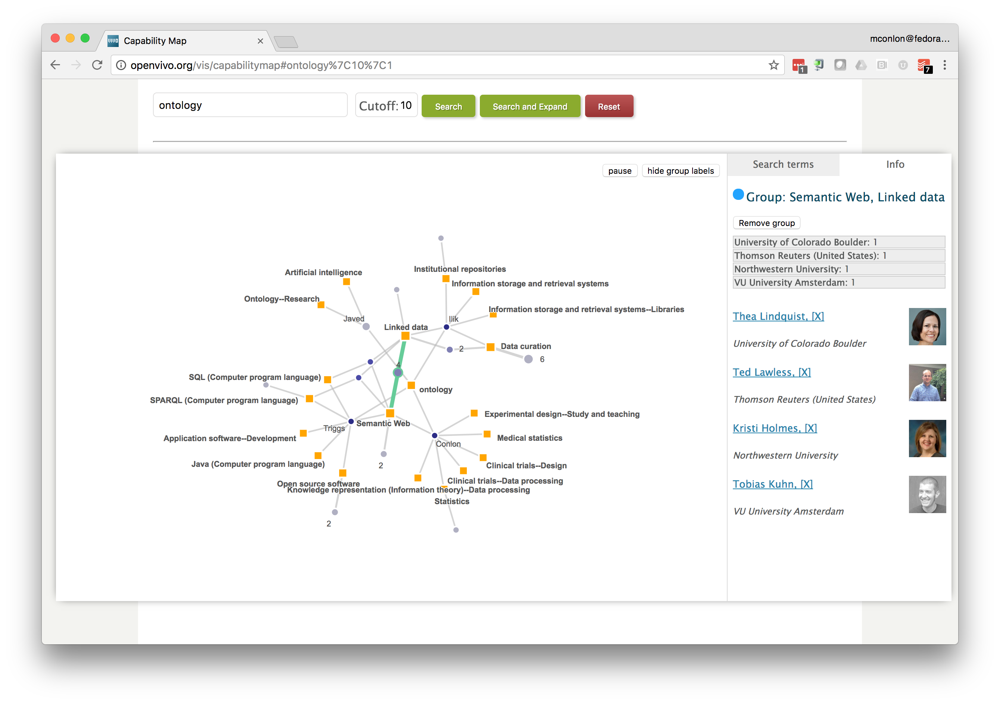 VIVO Capability Map
mconlon@fedora...
openvivo.org/vis/capabilitymap#ontology%7C10%7C1
1
B
U
7
ontology
Cutoff: 10
Search
Search and Expand
Reset
pause
hide group labels
Search terms
Info
Group: Semantic Web, Linked data
Remove group
University of Colorado Boulder: 1
Thomson Reuters (United States): 1
Northwestern University: 1
VU University Amsterdam: 1
Thea Lindquist, [X]
University of Colorado Boulder
Ted Lawless, [X]
Thomson Reuters (United States)
Kristi Holmes, [X]
Northwestern University
Tobias Kuhn, [X]
VU University Amsterdam
Institutional repositories
Artificial intelligence
Information storage and retrieval systems
Ontology--Research
Information storage and retrieval systems--Libraries
Javed
Ilik
Linked data
Data curation
2
6
4
SQL (Computer program language)
ontology
SPARQL (Computer program language)
Experimental design--Study and teaching
Semantic Web
Triggs
Application software--Development
Medical statistics
Conlon
Java (Computer program language)
2
Clinical trials--Design
Clinical trials--Data processing
Open source software
Knowledge representation (Information theory)--Data processing
Statistics
2